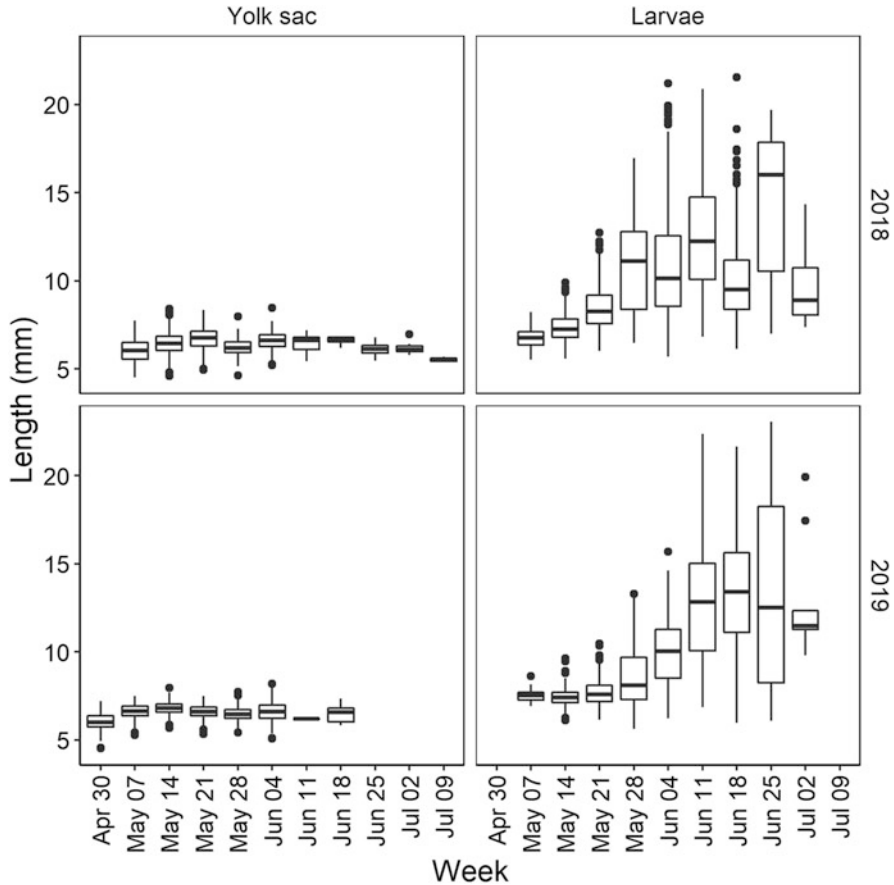 Yolk sac
Larvae
Length (mm)
20
15
10
5
2018
20
15
10
5
2019
Apr 30
May 07
May 14
May 21
May 28
Jun 04
Jun 11
Jun 18
Jun 25
Jul 02
Jul 09
Apr 30
May 07
May 14
May 21
May 28
Jun 04
Jun 11
Jun 18
Jun 25
Jul 02
Jul 09
Week